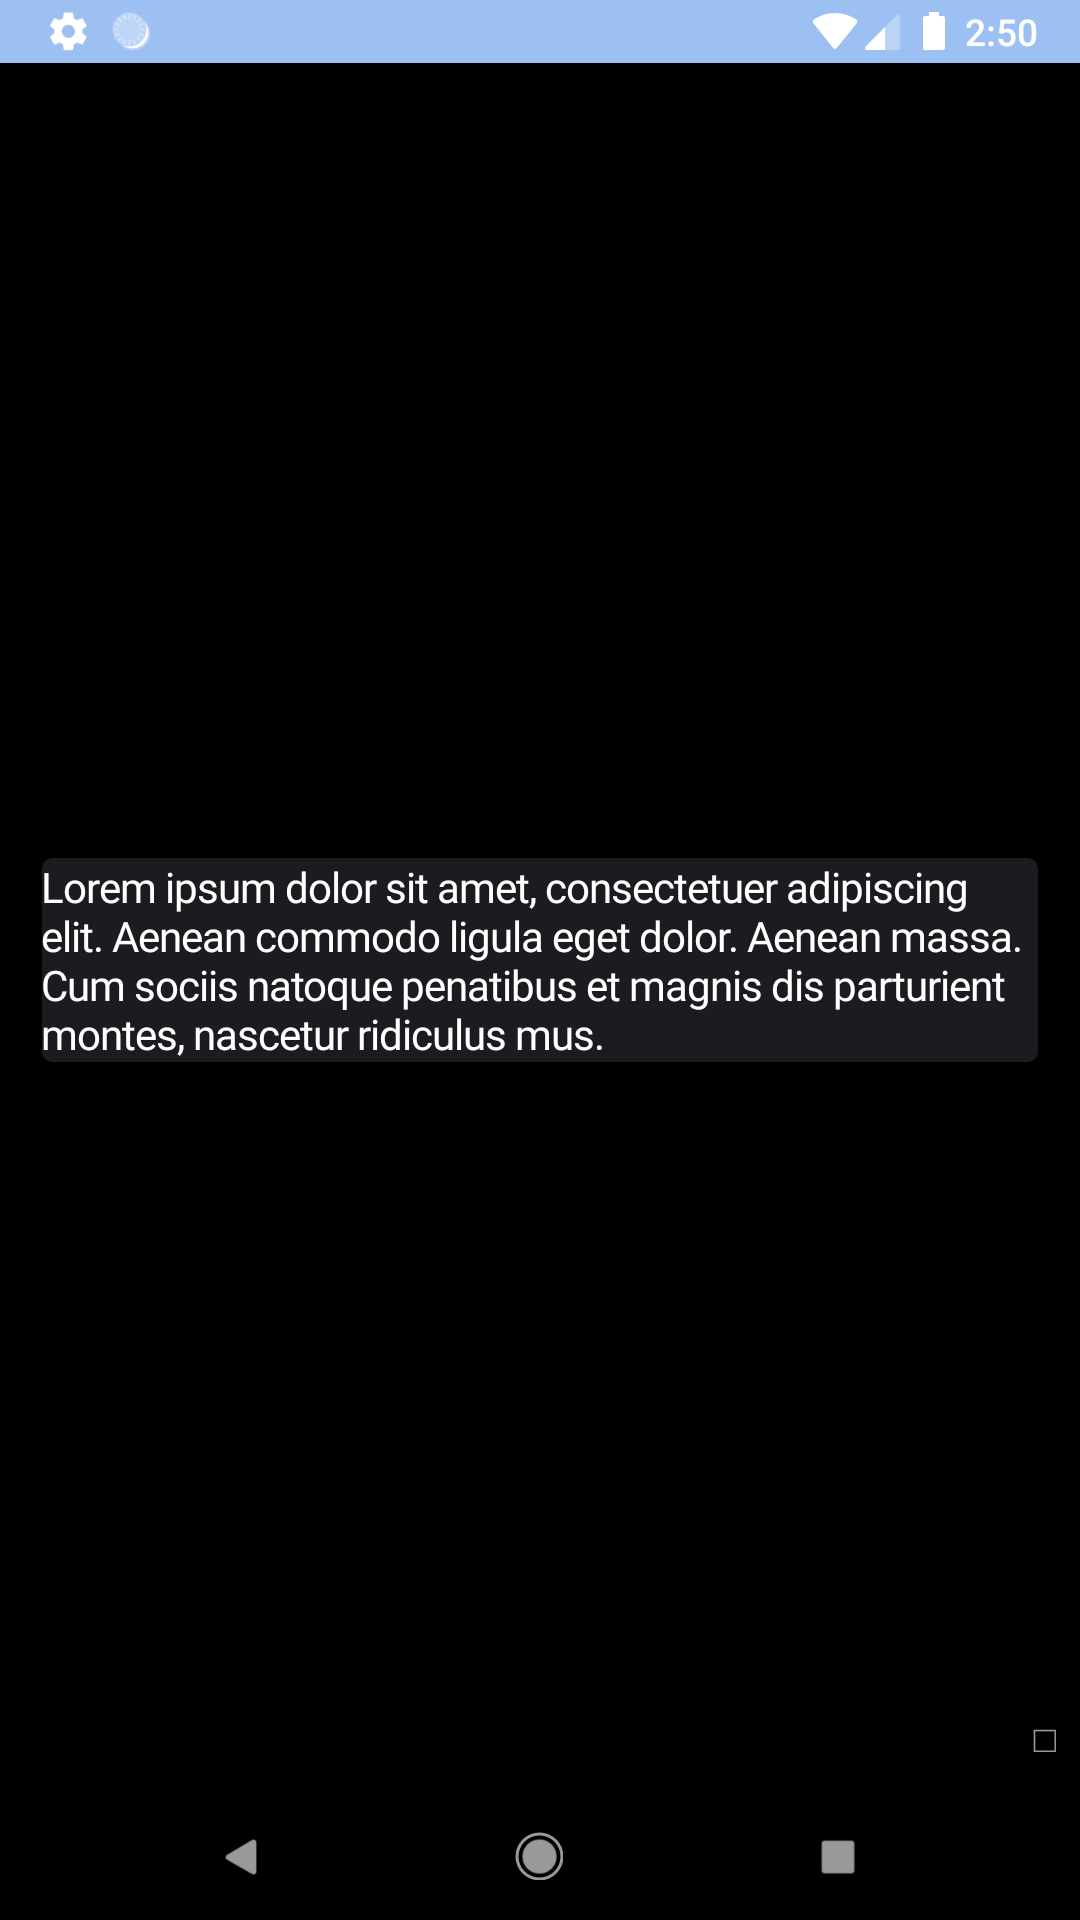 2:50
Lorem ipsum dolor sit amet, consectetuer adipiscing
elit. Aenean commodo ligula eget dolor. Aenean massa.
Cum sociis natoque penatibus et magnis dis parturient
montes, nascetur ridiculus mus.